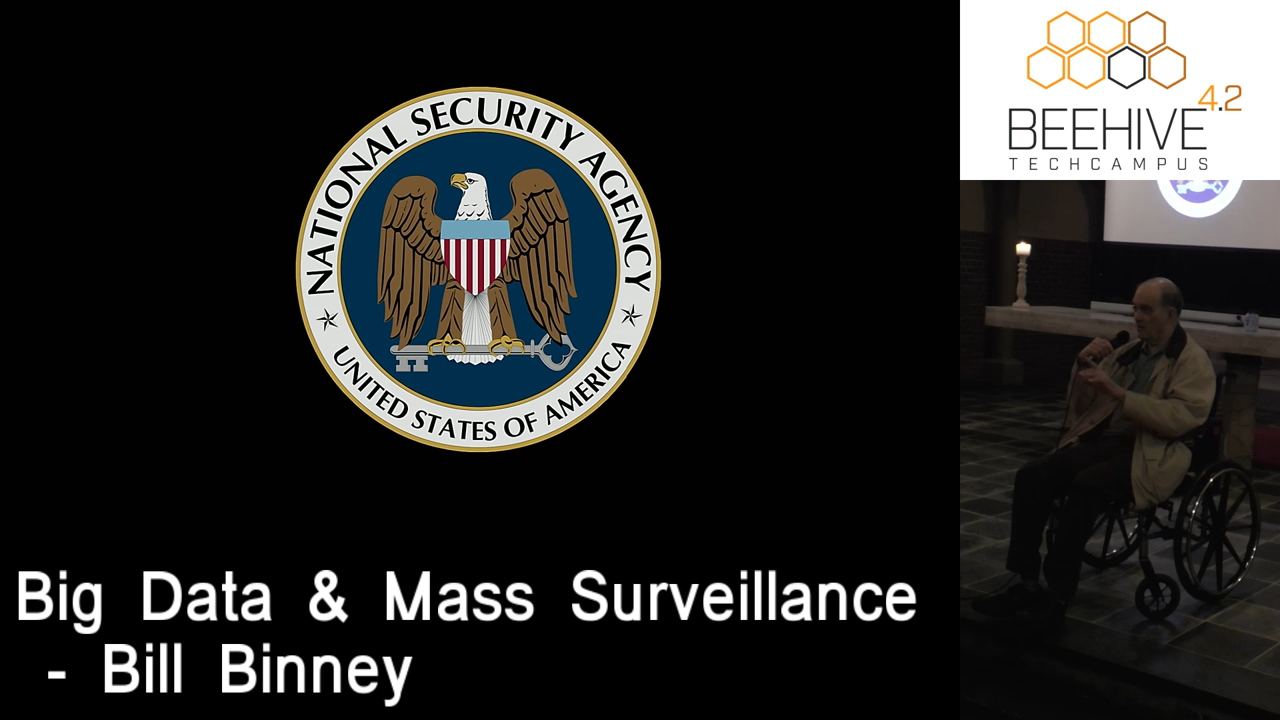 NATIONAL SECURITY AGENCY
UNITED STATES OF AMERICA
Big Data & Mass Surveillance
- Bill Binney
BEEHIVE 4.2
TECHCAMPUS